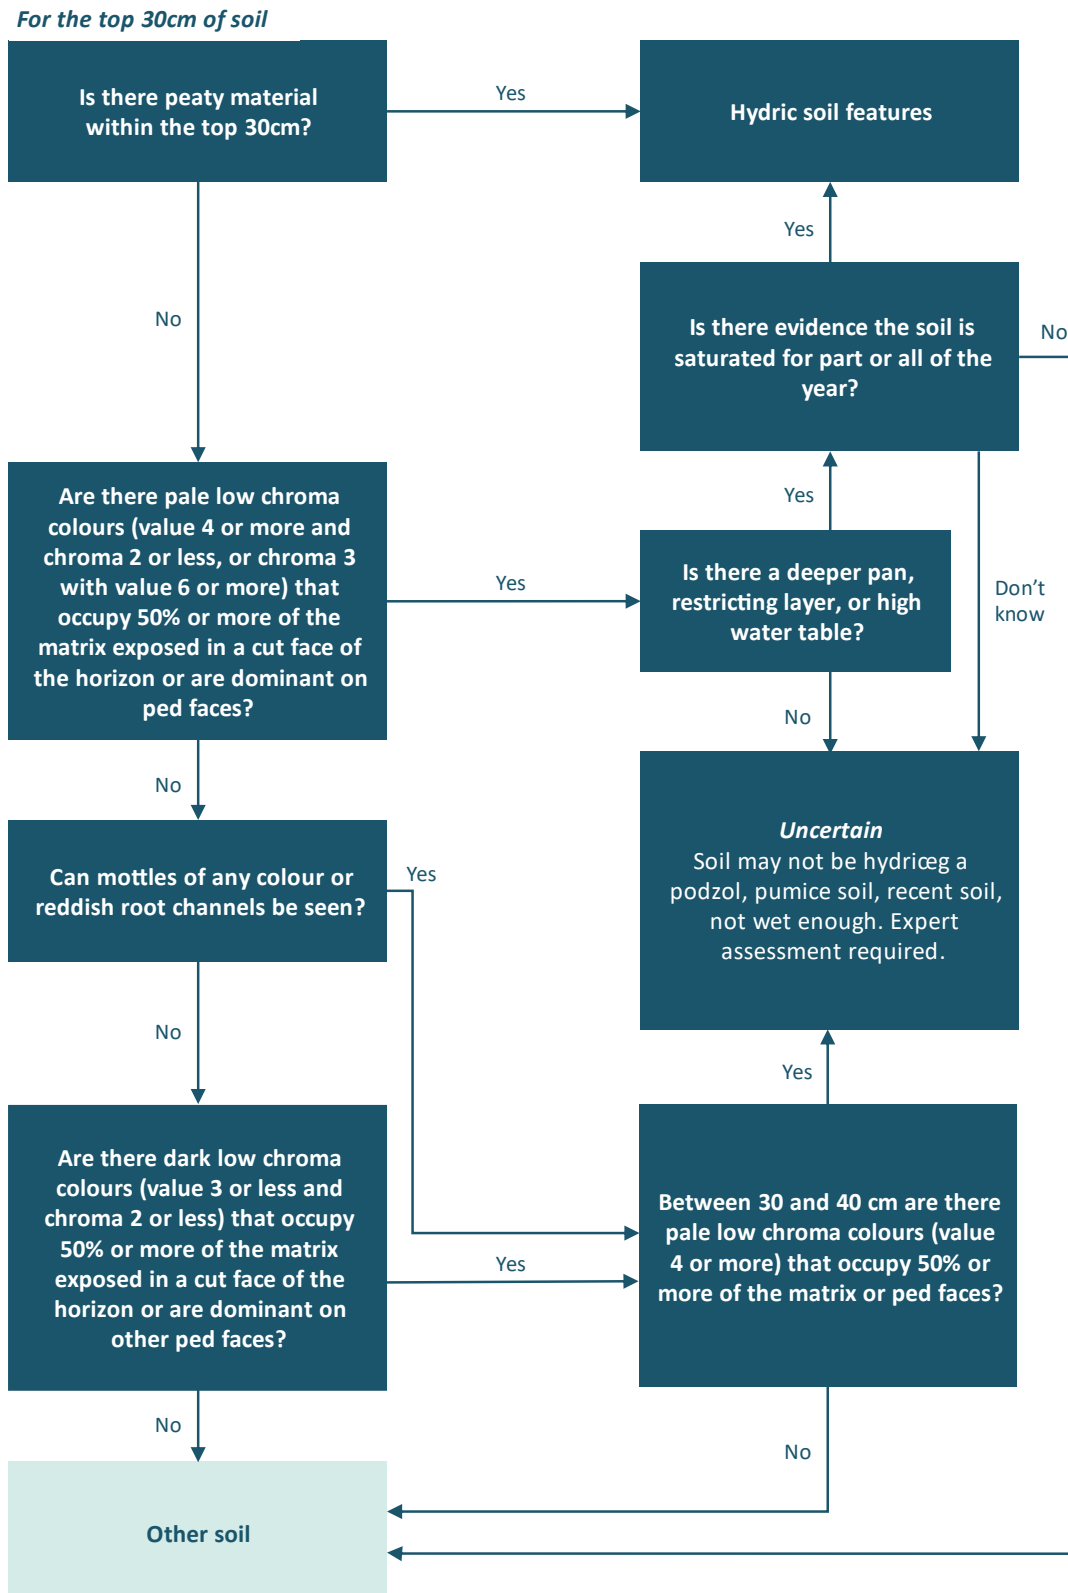 For the top 30cm of soil
Is there peaty material
within the top 30cm?
Yes
Hydric soil features
Yes
No
Is there evidence the soil is
saturated for part or all of the
year?
No
Yes
Are there pale low chroma
colours (value 4 or more and
chroma 2 or less, or chroma 3
with value 6 or more) that
occupy 50% or more of the
matrix exposed in a cut face of
the horizon or are dominant on
ped faces?
Yes
Is there a deeper pan,
restricting layer, or high
water table?
Don't
know
No
No
Can mottles of any colour or
reddish root channels be seen?
Yes
Uncertain
Soil may not be hydricœg a
podzol, pumice soil, recent soil,
not wet enough. Expert
assessment required.
No
Yes
Are there dark low chroma
colours (value 3 or less and
chroma 2 or less) that occupy
50% or more of the matrix
exposed in a cut face of the
horizon or are dominant on
other ped faces?
Yes
Between 30 and 40 cm are there
pale low chroma colours (value
4 or more) that occupy 50% or
more of the matrix or ped faces?
No
No
Other soil